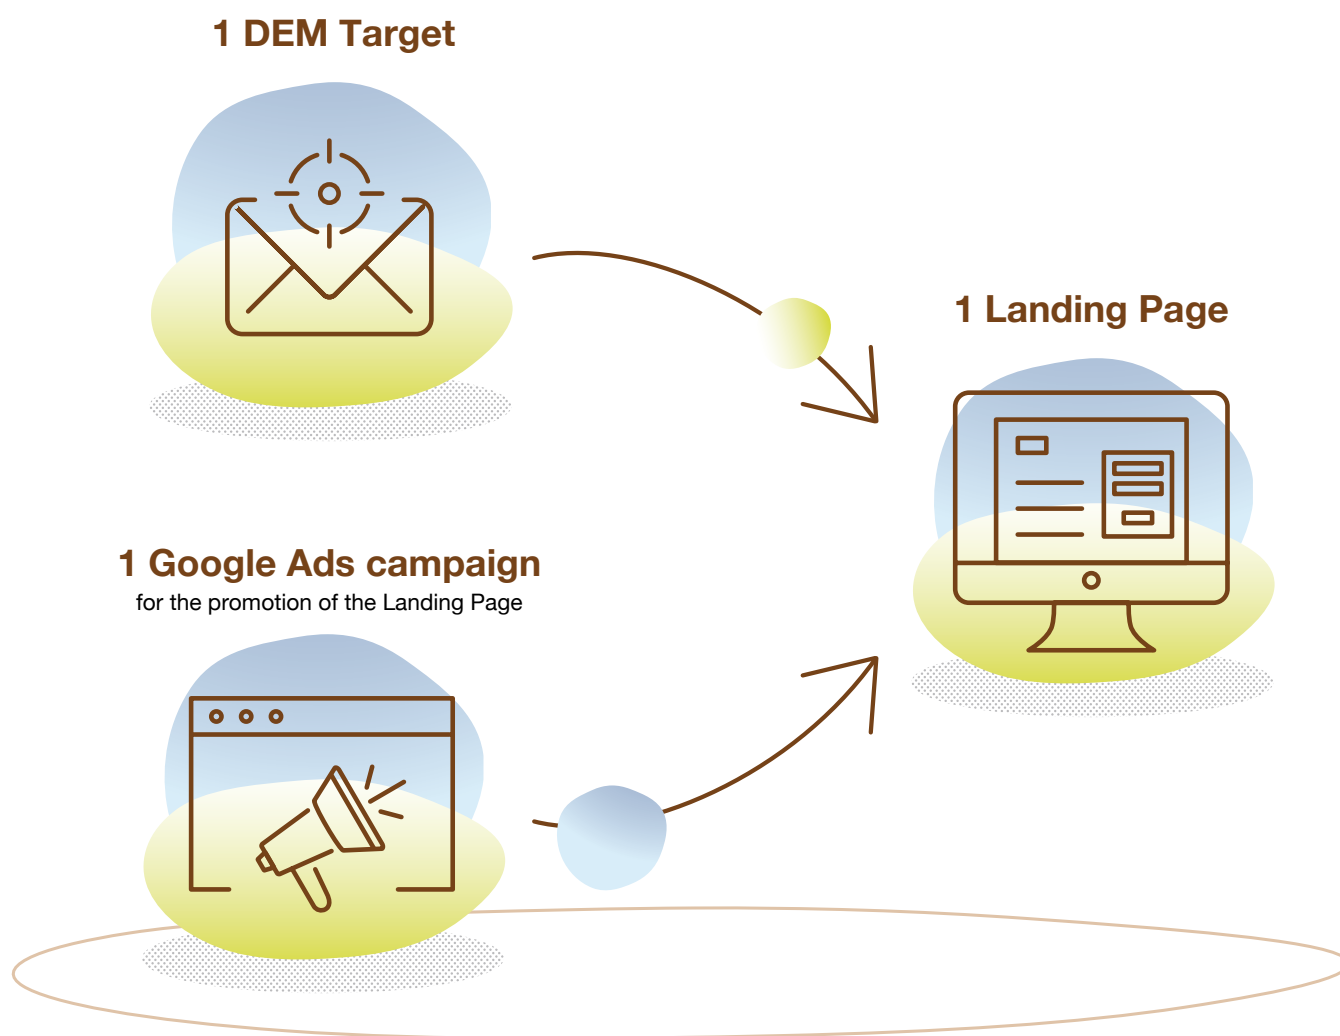 1 DEM Target
1 Landing Page
1 Google Ads campaign
for the promotion of the Landing Page